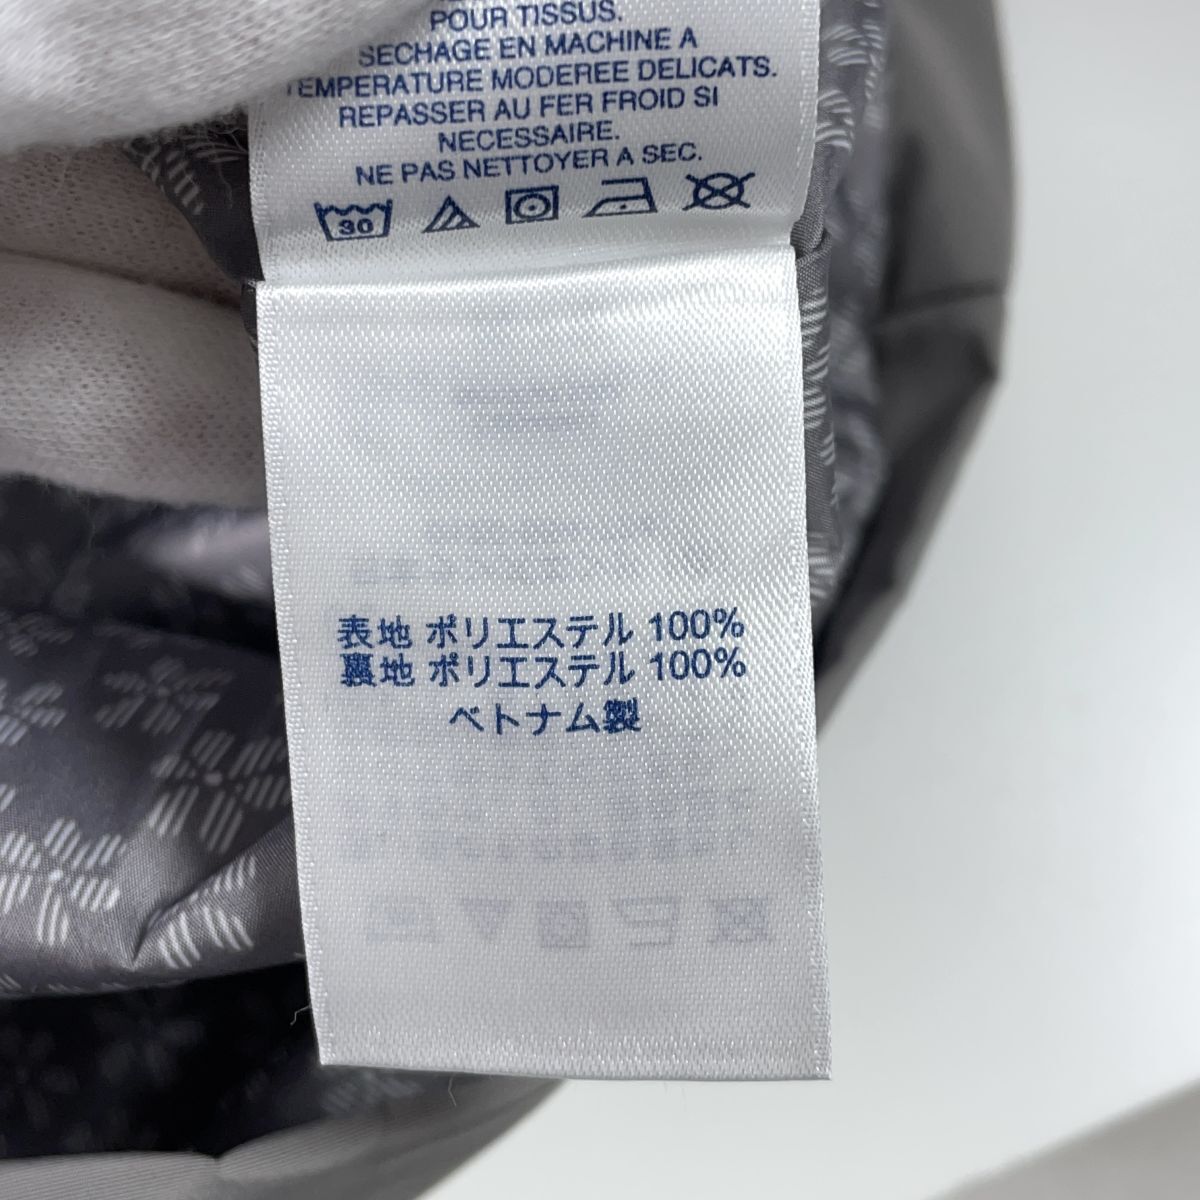 POUR TISSUS.
SECHAGE EN MACHINE A
TEMPERATURE MODEREE DELICATS.
REPASSER AU FER FROID SI
NECESSAIRE.
NE PAS NETTOYER A SEC.
30
表地 ポリエステル 100%
裏地 ポリエステル 100%
ベトナム製